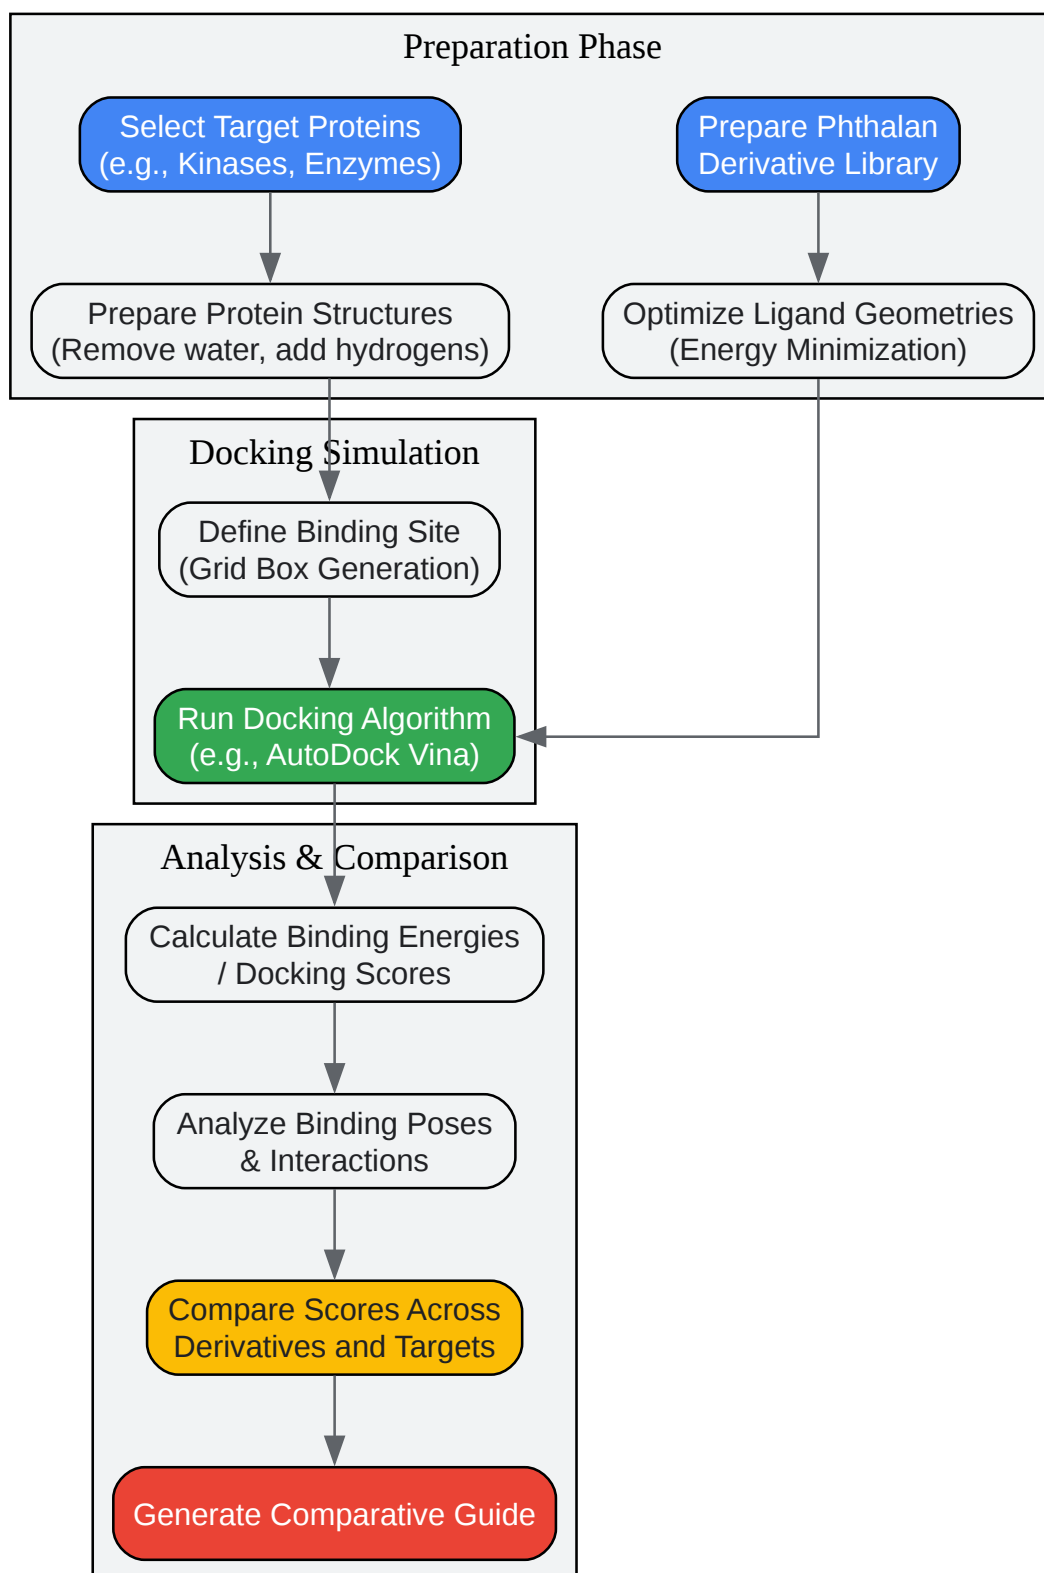 Preparation Phase
Select Target Proteins
(e.g., Kinases, Enzymes)
Prepare Phthalan
Derivative Library
Prepare Protein Structures
(Remove water, add hydrogens)
Optimize Ligand Geometries
(Energy Minimization)
Docking Simulation
Define Binding Site
(Grid Box Generation)
Run Docking Algorithm
(e.g., AutoDock Vina)
Analysis & Comparison
Calculate Binding Energies
/ Docking Scores
Analyze Binding Poses
& Interactions
Compare Scores Across
Derivatives and Targets
Generate Comparative Guide